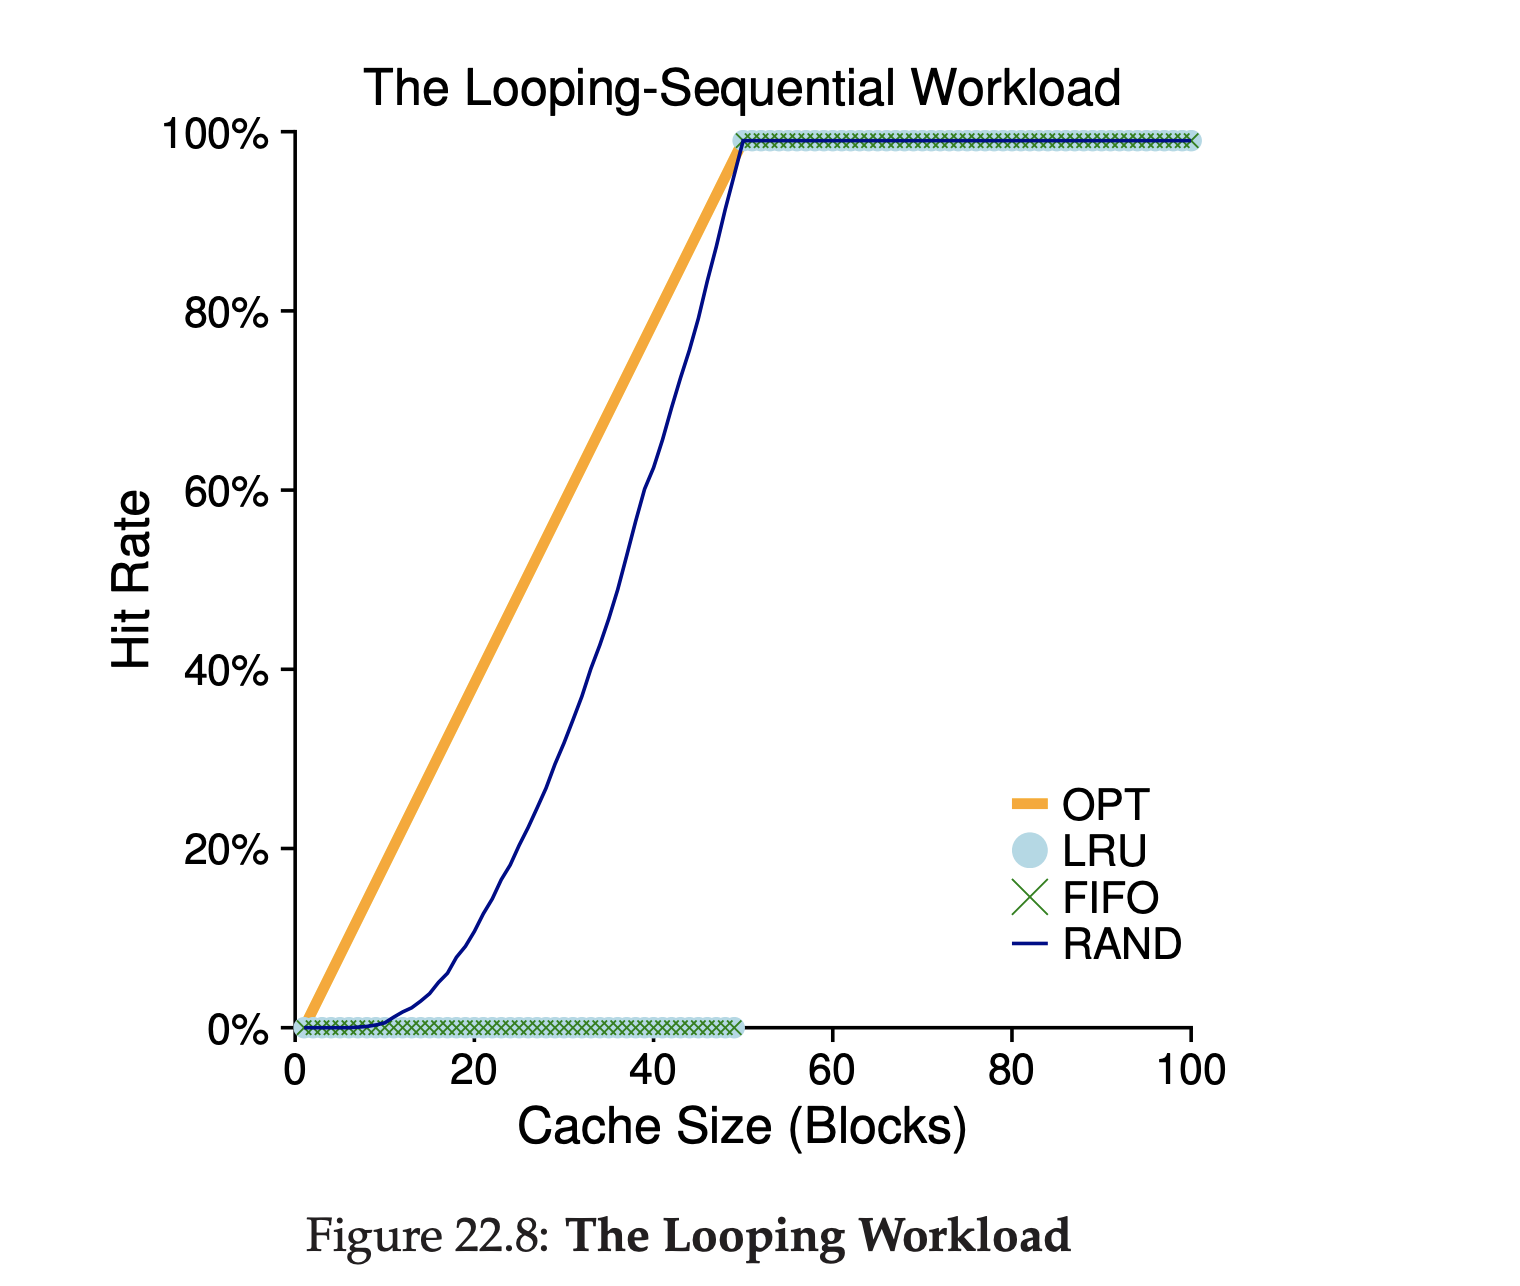 The Looping-Sequential Workload
100%
80%
60%
40%
20%
0%
Hit Rate
OPT
LRU
FIFO
RAND
0 20 40 60 80 100
Cache Size (Blocks)
Figure 22.8: The Looping Workload